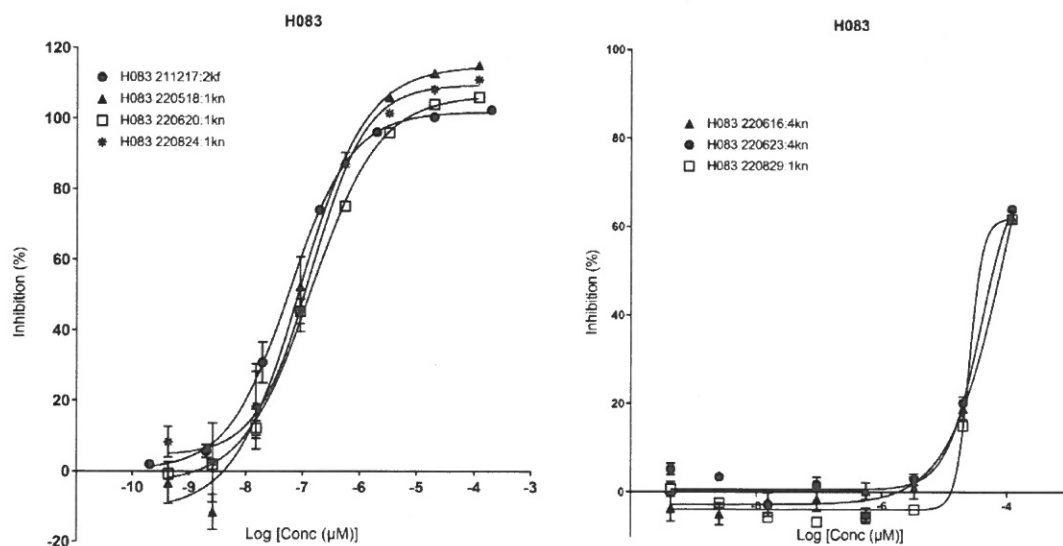 H083
120
100
80
60
40
20
0
-20
-10
-9
-8
-7
-6
-5
-4
-3
Inhibition (%)
Log [Conc (µM)]
H083 211217:2kf
H083 220518:1kn
H083 220620:1kn
H083 220824:1kn
H083
100
80
60
40
20
0
-6
-4
Inhibition (%)
Log [Conc (µM)]
H083 220616:4kn
H083 220623:4kn
H083 220829:1kn